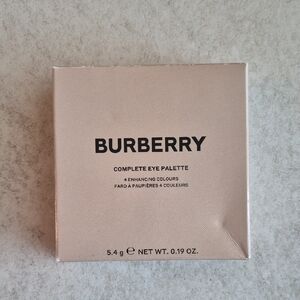 BURBERRY
COMPLETE EYE PALETTE
4 ENHANCING COLOURS
FARD À PAUPIÈRES 4 COULEURS
5.4 g ℮ NET WT. 0.19 OZ.